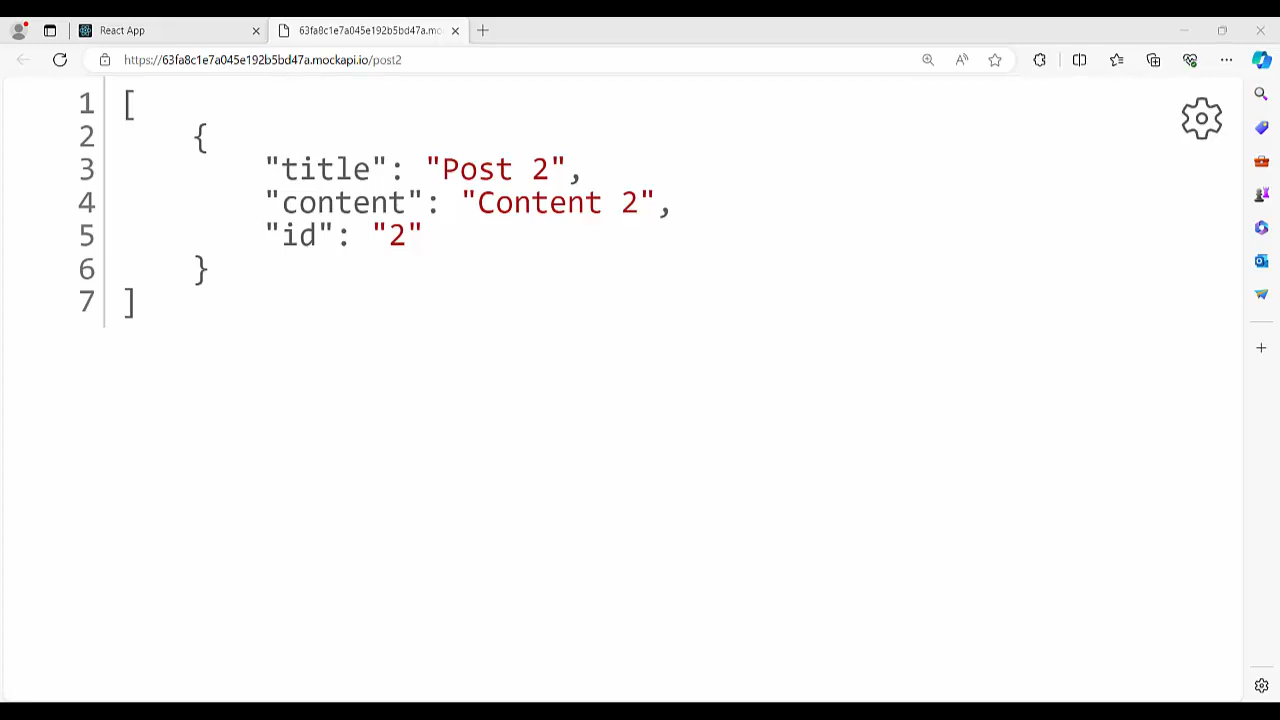 React App
63fa8c1e7a045e192b5bd47a.mo
https://63fa8c1e7a045e192b5bd47a.mockapi.io/post2
1 [
2 {
3 "title": "Post 2",
4 "content": "Content 2",
5 "id": "2"
6 }
7 ]